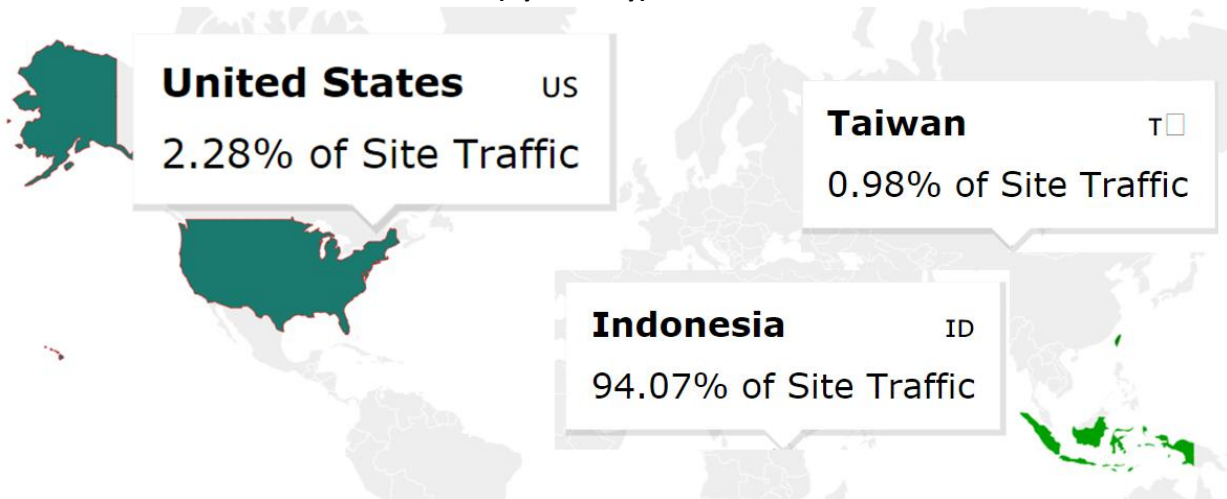 United States US
2.28% of Site Traffic
Taiwan T
0.98% of Site Traffic
Indonesia ID
94.07% of Site Traffic